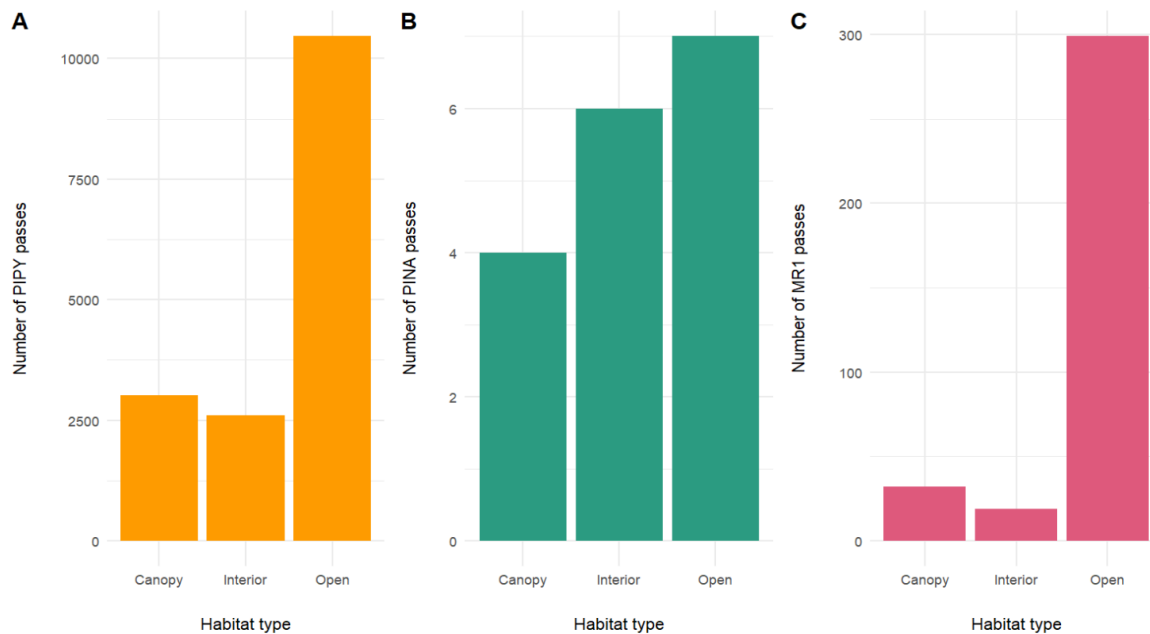 A
Number of PIPY passes
10000
7500
5000
2500
0
Canopy Interior Open
Habitat type
B
Number of PINA passes
6
4
2
0
Canopy Interior Open
Habitat type
C
Number of MR1 passes
300
200
100
0
Canopy Interior Open
Habitat type